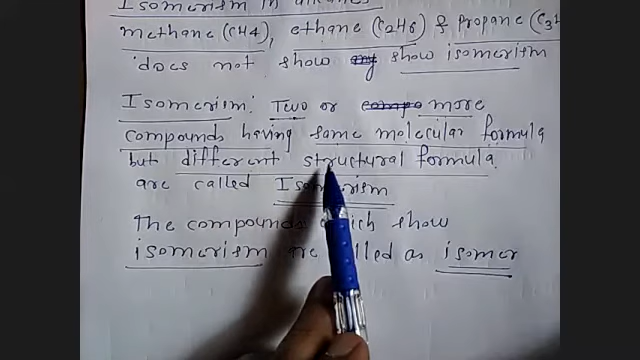 Isomerism in alkanes
methane (CH4), ethane (C2H6) & propane (C3H
does not show show isomerism
Isomerism: Two or more
compounds having same molecular formula
but different structural formula
are called Isomerism
The compounds which show
isomerism are called as isomer